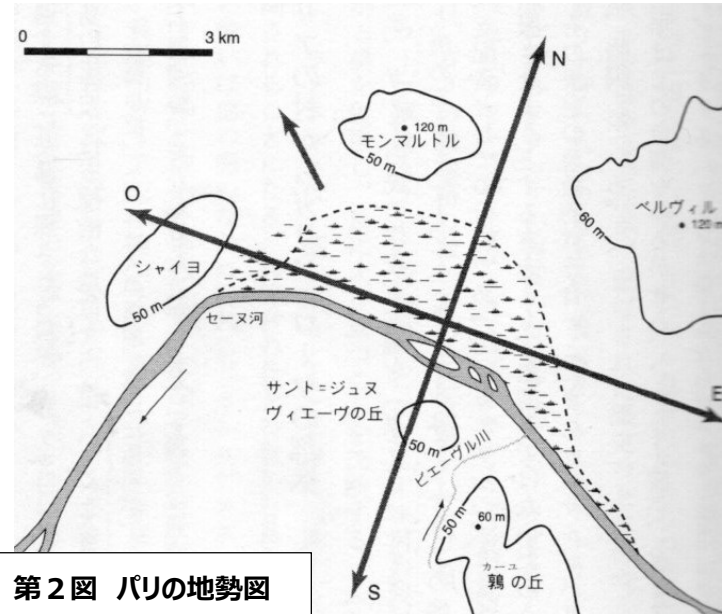 0 3 km
N
120 m
モンマルトル
50 m
O
ベルヴィル
120 m
60 m
シャイヨ
50 m
セーヌ河
サント=ジュヌ
ヴィエーヴの丘
E
50 m
ビエーヴル川
50 m
60 m
カーユ
鶉の丘
S
第2図 パリの地勢図